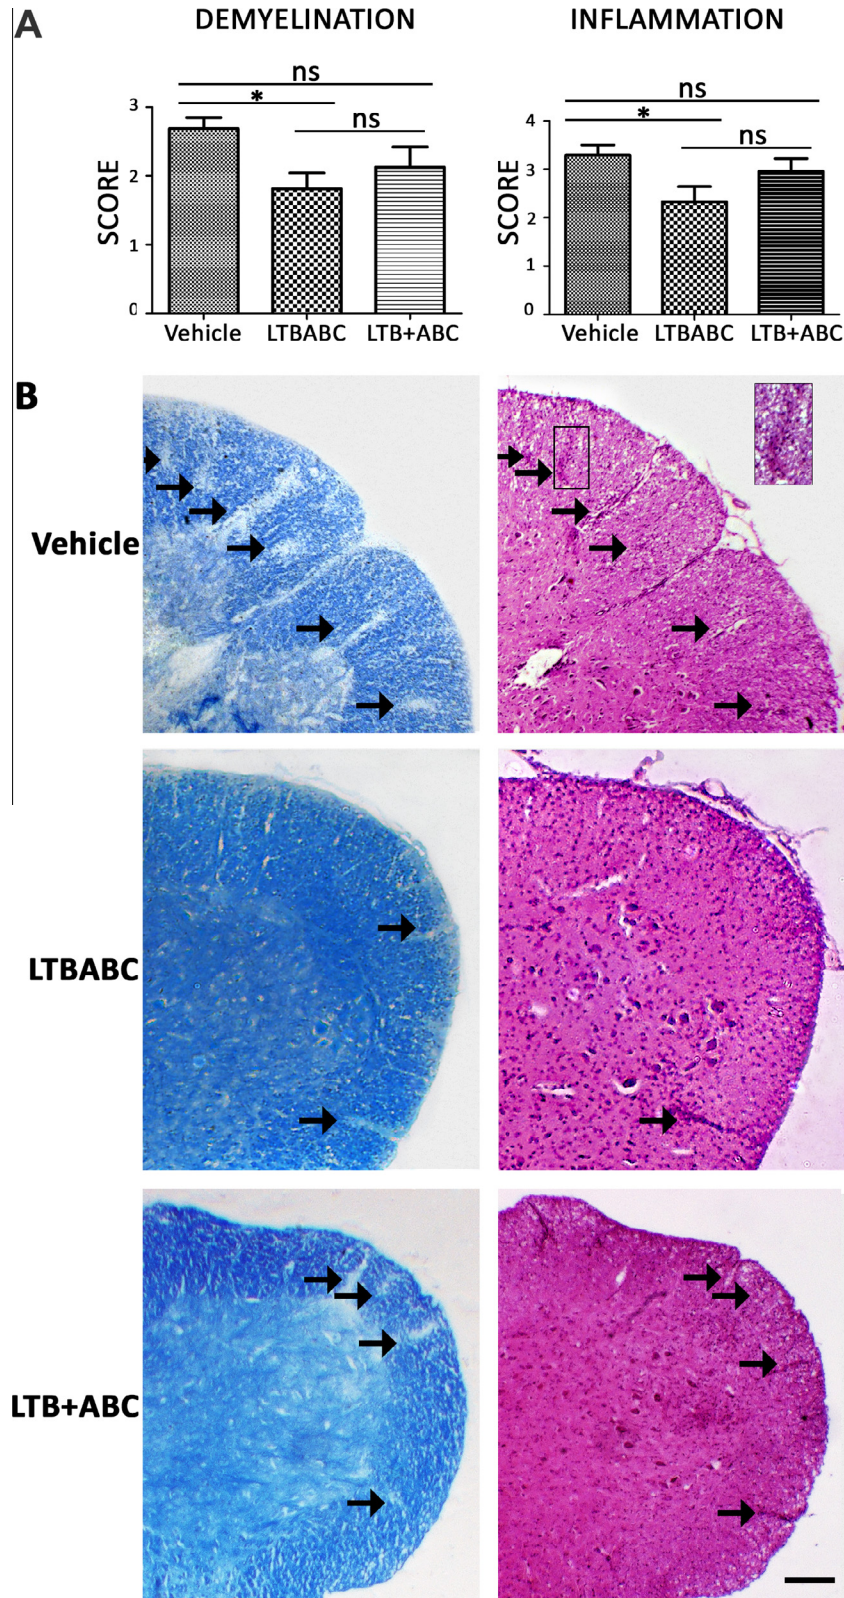 A
DEMYELINATION
INFLAMMATION
ns
*
ns
3
2
1
0
SCORE
Vehicle
LTBABC
LTB+ABC
ns
*
ns
4
3
2
1
0
SCORE
Vehicle
LTBABC
LTB+ABC
B
Vehicle
LTBABC
LTB+ABC